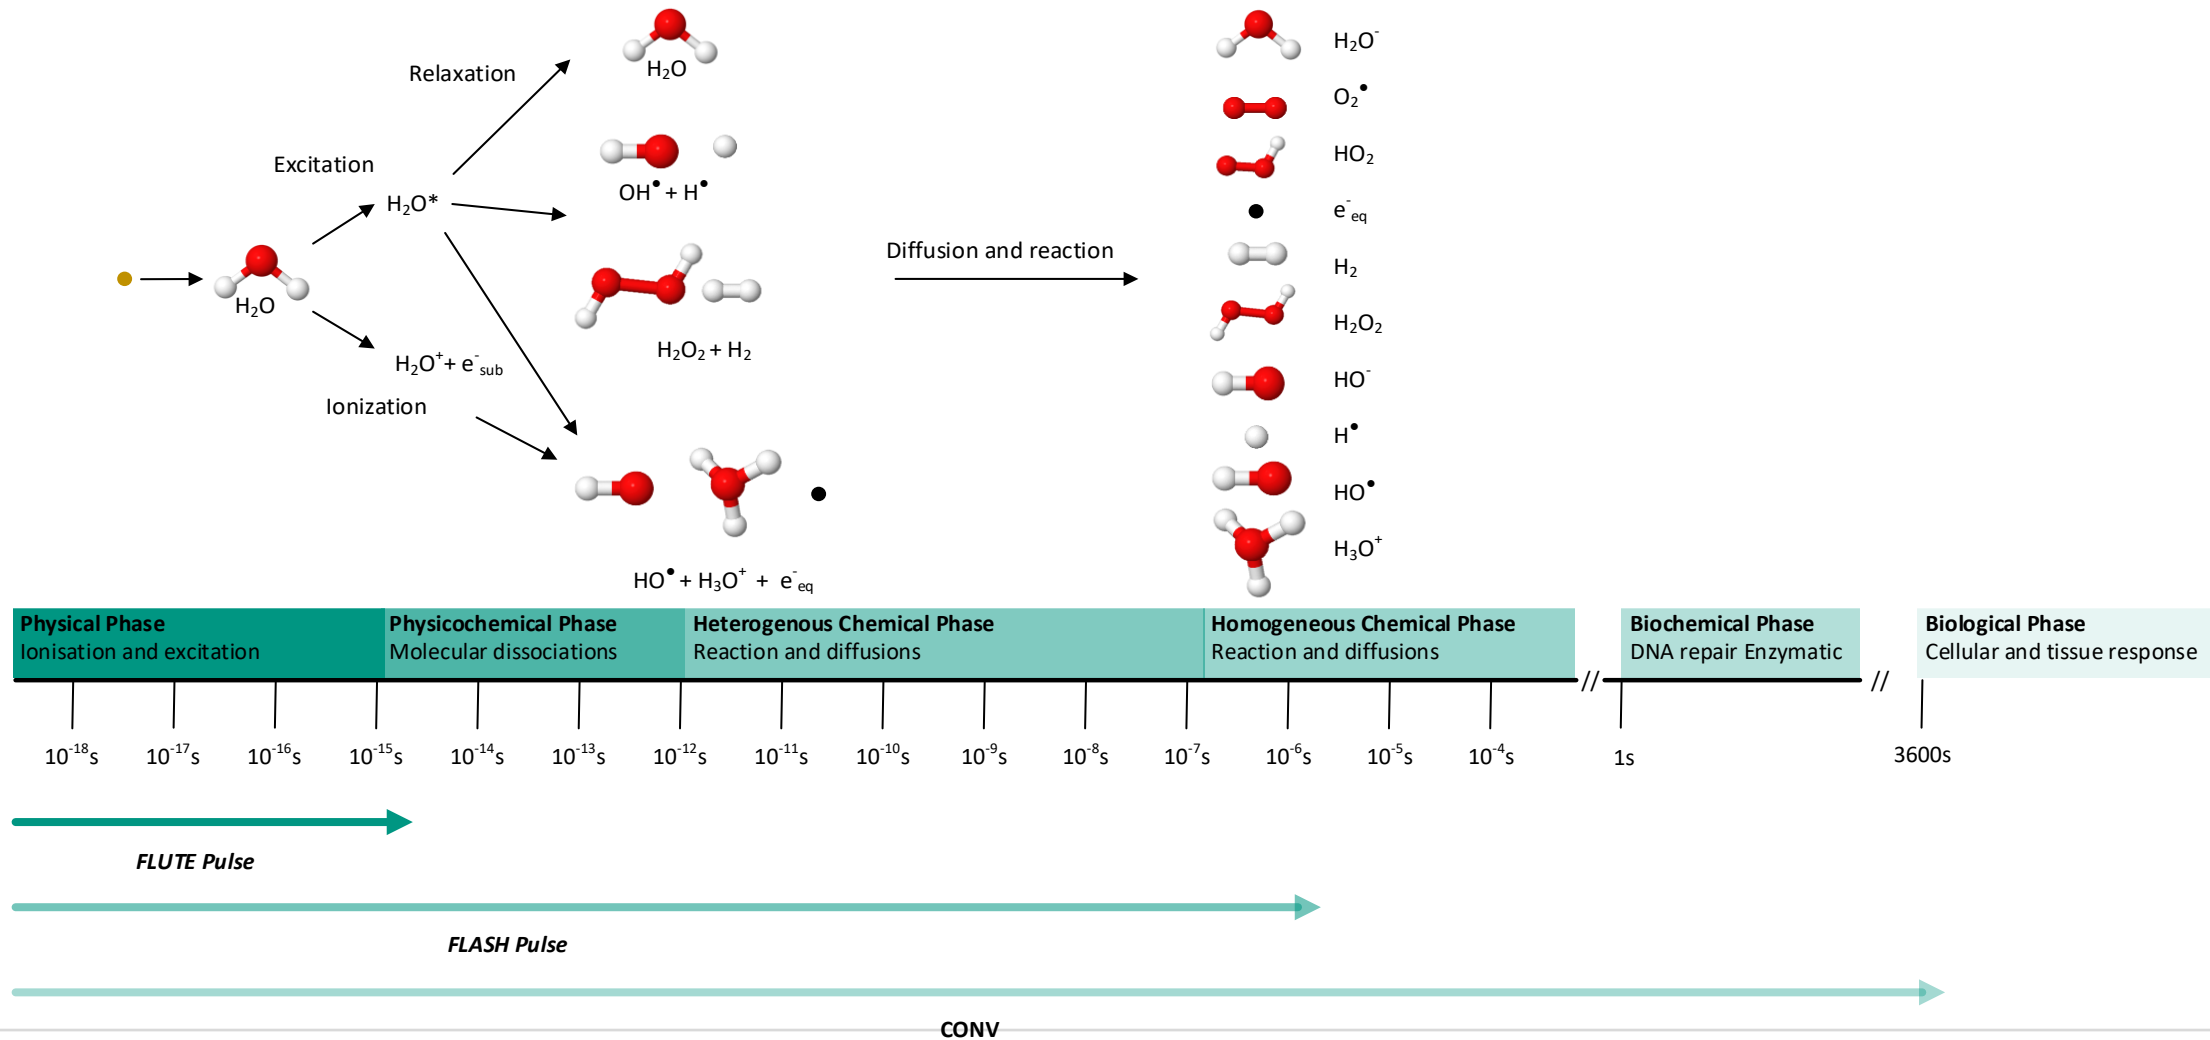 Relaxation
H₂O
Excitation
H₂O*
OH• + H•
H₂O
H₂O⁺+ e⁻sub
Ionization
H₂O₂ + H₂
HO• + H₃O⁺ + e⁻eq
Diffusion and reaction
H₂O⁻
O₂•
HO₂
e⁻eq
H₂
H₂O₂
HO⁻
H•
HO•
H₃O⁺
Physical Phase
Ionisation and excitation
Physicochemical Phase
Molecular dissociations
Heterogenous Chemical Phase
Reaction and diffusions
Homogeneous Chemical Phase
Reaction and diffusions
Biochemical Phase
DNA repair Enzymatic
Biological Phase
Cellular and tissue response
// //
10⁻¹⁸s 10⁻¹⁷s 10⁻¹⁶s 10⁻¹⁵s 10⁻¹⁴s 10⁻¹³s 10⁻¹²s 10⁻¹¹s 10⁻¹⁰s 10⁻⁹s 10⁻⁸s 10⁻⁷s 10⁻⁶s 10⁻⁵s 10⁻⁴s 1s 3600s
FLUTE Pulse
FLASH Pulse
CONV